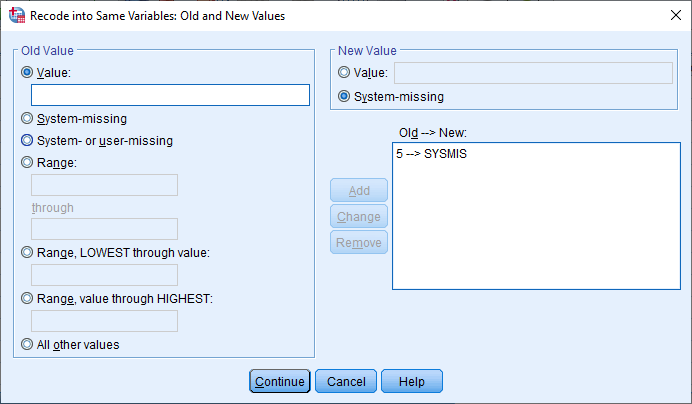 Recode into Same Variables: Old and New Values
Old Value
Value:
System-missing
System- or user-missing
Range:
through
Range, LOWEST through value:
Range, value through HIGHEST:
All other values
New Value
Value:
System-missing
Old --> New:
5 --> SYSMIS
Add
Change
Remove
Continue
Cancel
Help